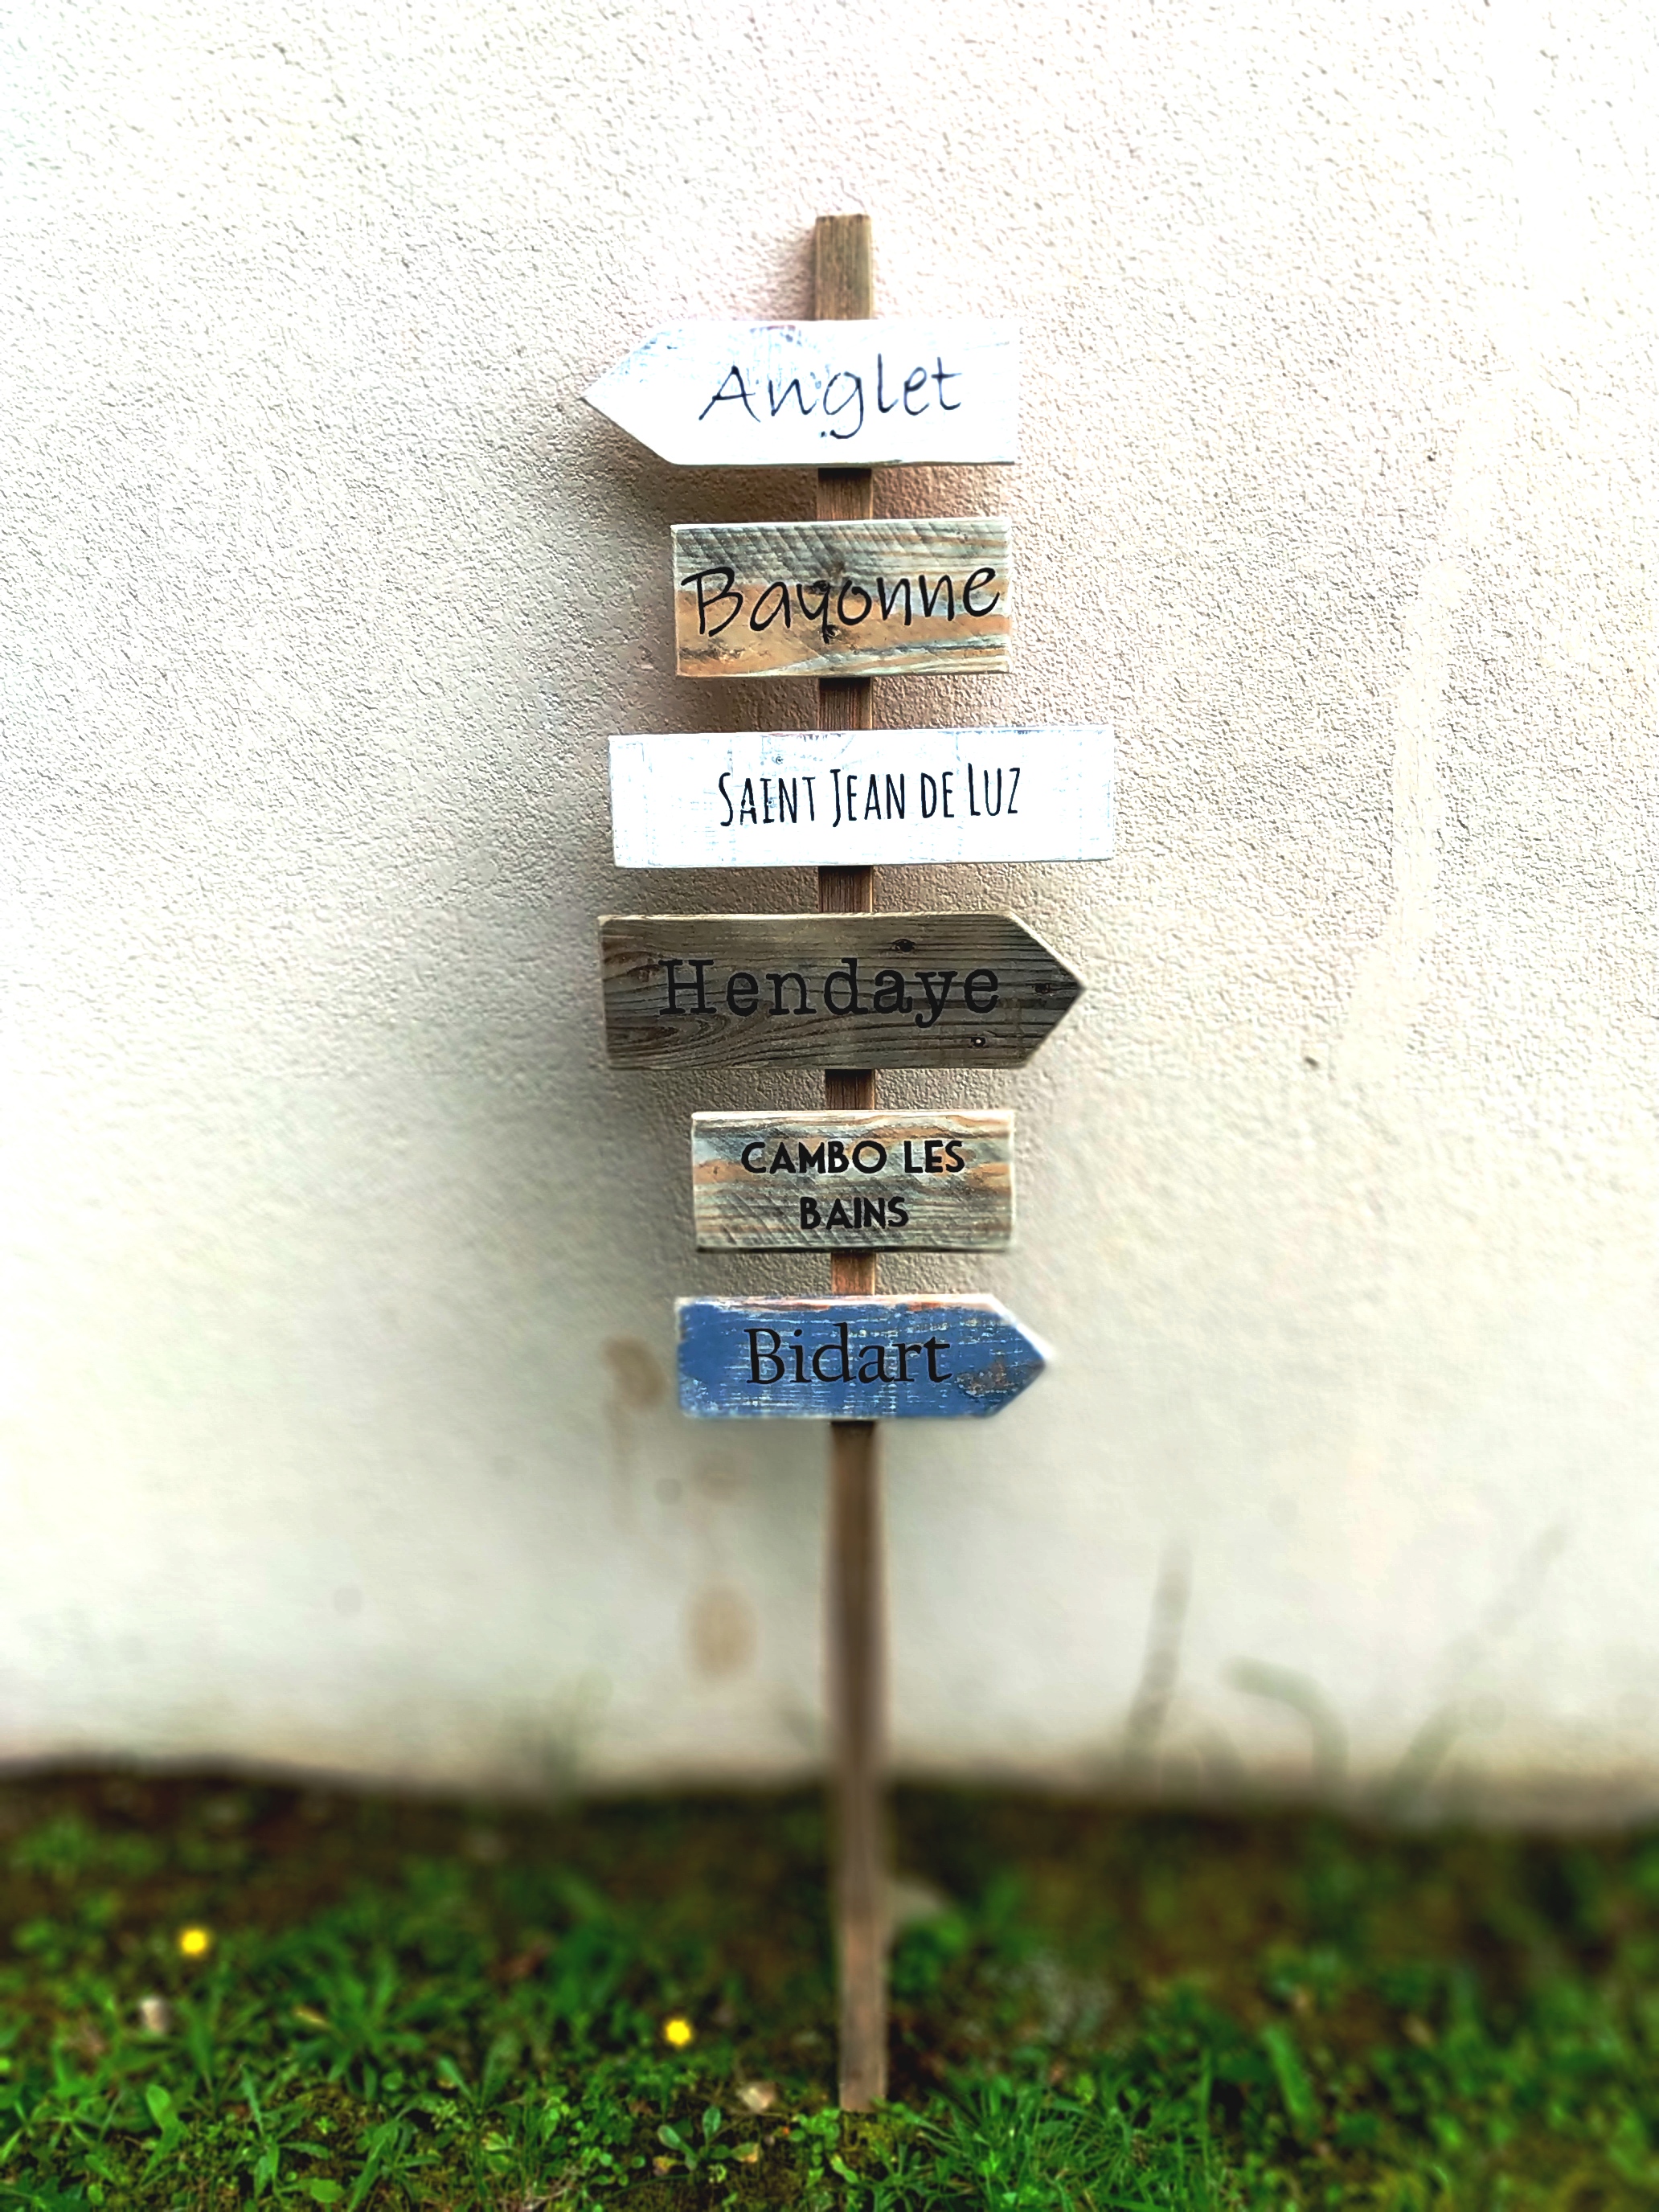 Anglet
Bayonne
SAINT JEAN DE LUZ
Hendaye
CAMBO LES
BAINS
Bidart